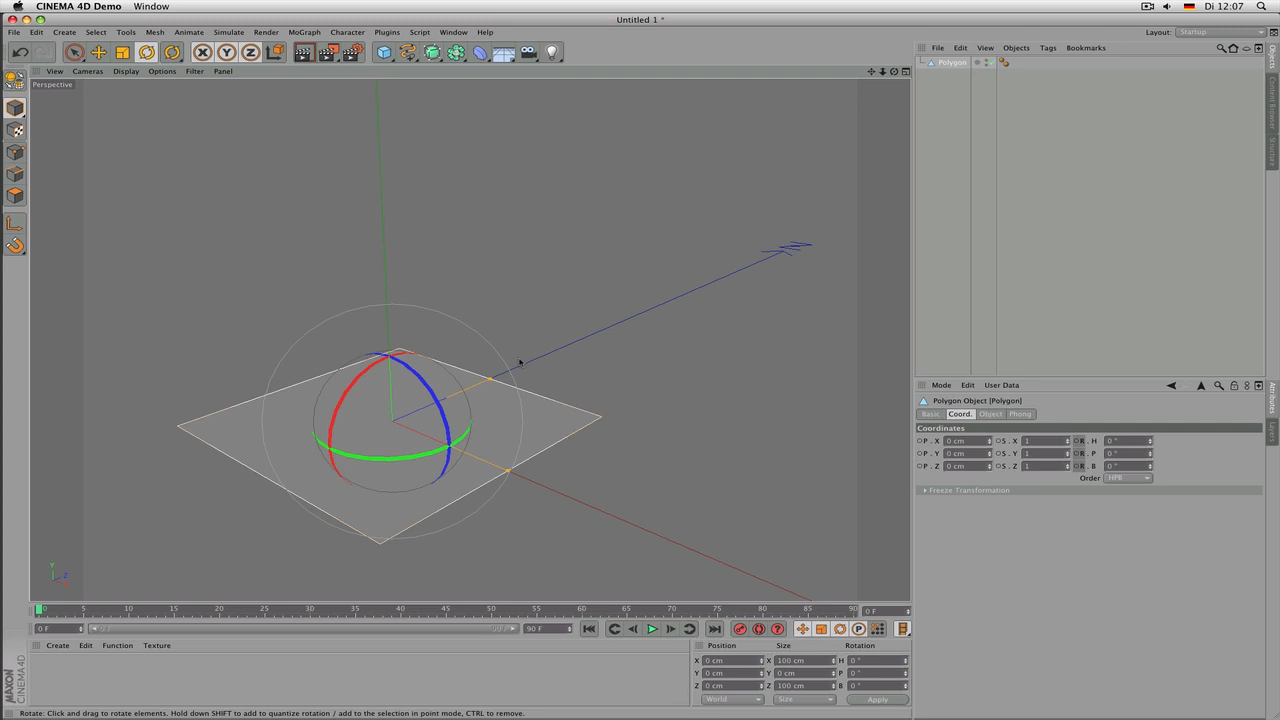 CINEMA 4D Demo Window Di 12:07
Untitled 1 *
File Edit Create Select Tools Mesh Animate Simulate Render MoGraph Character Plugins Script Window Help Layout: Startup
File Edit View Objects Tags Bookmarks
Polygon
View Cameras Display Options Filter Panel
Perspective
Objects
Content Browser
Structure
Mode Edit User Data
Polygon Object [Polygon]
Basic Coord. Object Phong
Coordinates
P . X 0 cm S . X 1 R . H 0 °
P . Y 0 cm S . Y 1 R . P 0 °
P . Z 0 cm S . Z 1 R . B 0 °
Order HPB
Freeze Transformation
Attributes
Layers
Y
Z
0 5 10 15 20 25 30 35 40 45 50 55 60 65 70 75 80 85 90 0 F
0 F 90 F 90 F
Create Edit Function Texture
Position Size Rotation
X 0 cm X 100 cm H 0 °
Y 0 cm Y 0 cm P 0 °
Z 0 cm Z 100 cm B 0 °
World Size Apply
MAXON
CINEMA 4D
Rotate: Click and drag to rotate elements. Hold down SHIFT to add to quantize rotation / add to the selection in point mode, CTRL to remove.